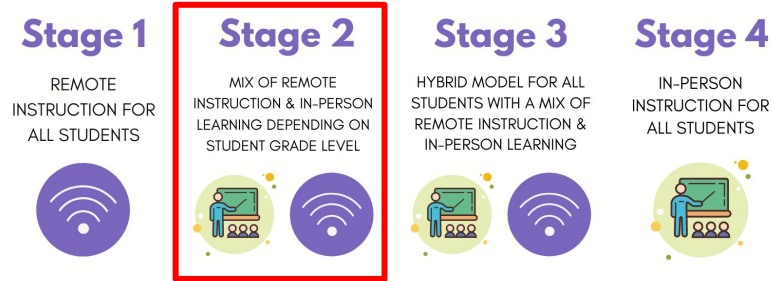 Stage 1
REMOTE
INSTRUCTION FOR
ALL STUDENTS
Stage 2
MIX OF REMOTE
INSTRUCTION & IN-PERSON
LEARNING DEPENDING ON
STUDENT GRADE LEVEL
Stage 3
HYBRID MODEL FOR ALL
STUDENTS WITH A MIX OF
REMOTE INSTRUCTION &
IN-PERSON LEARNING
Stage 4
IN-PERSON
INSTRUCTION FOR
ALL STUDENTS